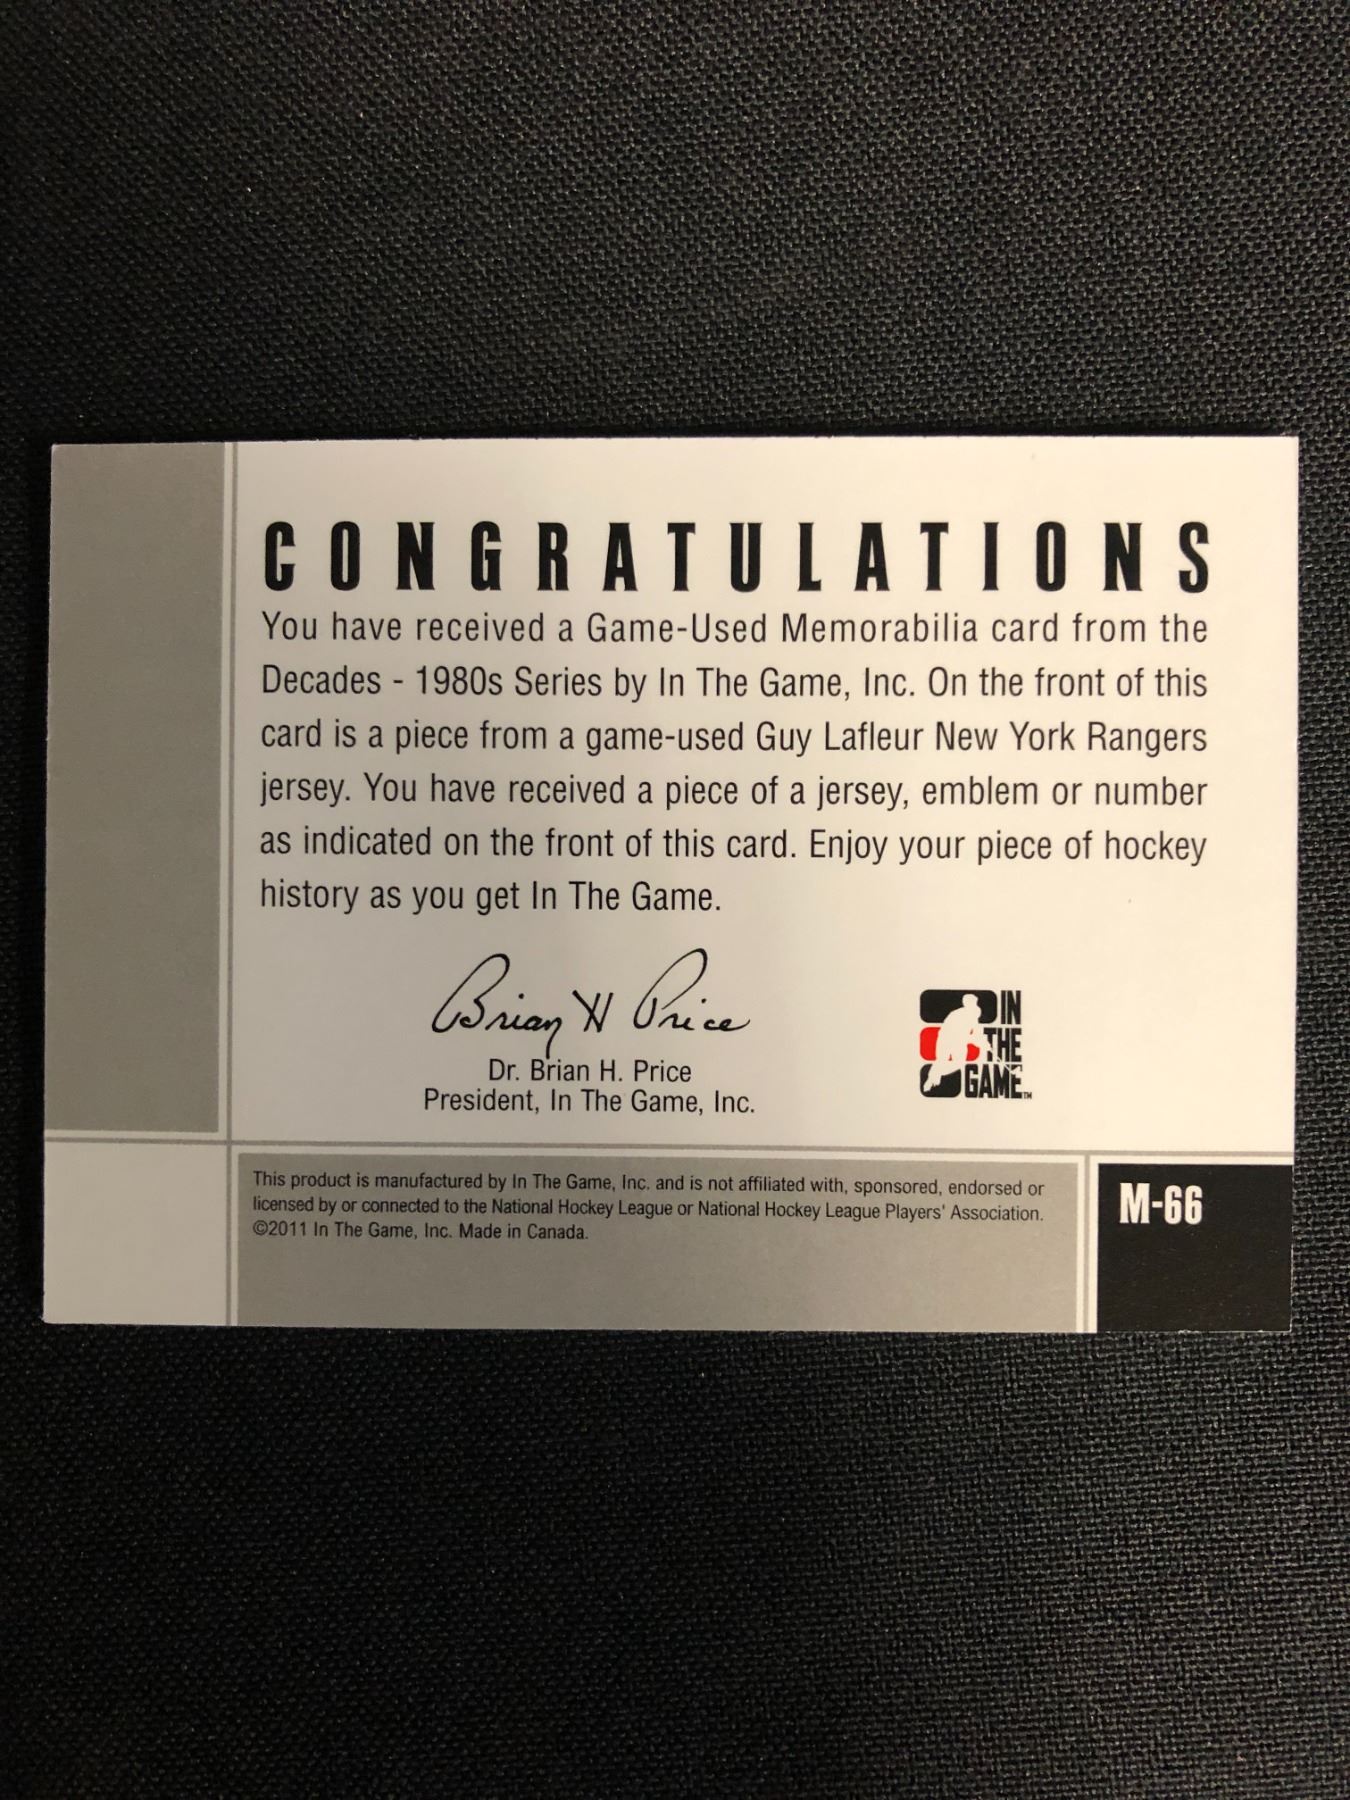 CONGRATULATIONS
You have received a Game-Used Memorabilia card from the
Decades - 1980s Series by In The Game, Inc. On the front of this
card is a piece from a game-used Guy Lafleur New York Rangers
jersey. You have received a piece of a jersey, emblem or number
as indicated on the front of this card. Enjoy your piece of hockey
history as you get In The Game.
Brian H Price
Dr. Brian H. Price
President, In The Game, Inc.
IN
THE
GAME™
This product is manufactured by In The Game, Inc. and is not affiliated with, sponsored, endorsed or
licensed by or connected to the National Hockey League or National Hockey League Players' Association.
©2011 In The Game, Inc. Made in Canada.
M-66